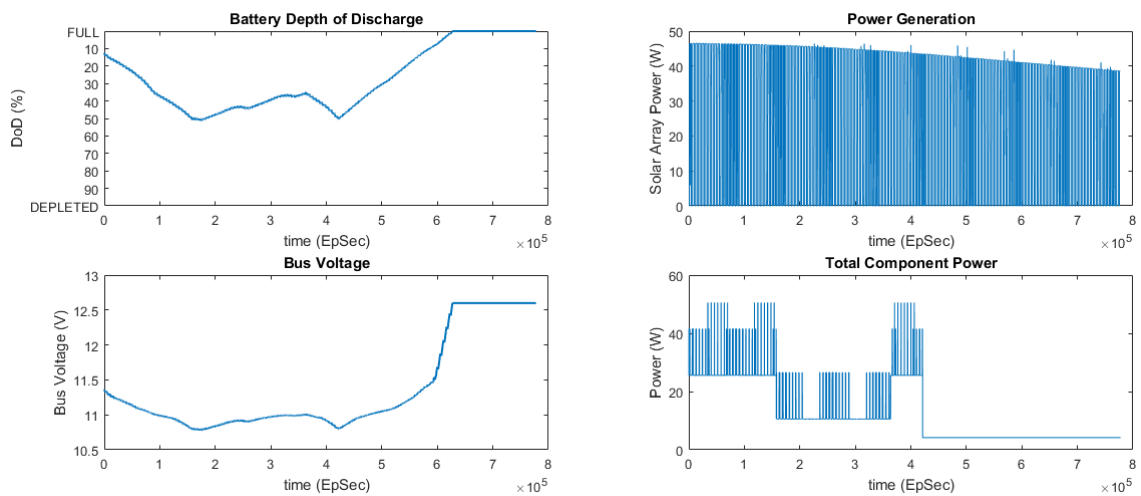 Battery Depth of Discharge
FULL
10
20
30
40
50
60
70
80
90
DEPLETED
DoD (%)
0 1 2 3 4 5 6 7 8
time (EpSec)
×10^5
Power Generation
50
40
30
20
10
0
Solar Array Power (W)
0 1 2 3 4 5 6 7 8
time (EpSec)
×10^5
Bus Voltage
13
12.5
12
11.5
11
10.5
Bus Voltage (V)
0 1 2 3 4 5 6 7 8
time (EpSec)
×10^5
Total Component Power
60
40
20
0
Power (W)
0 1 2 3 4 5 6 7 8
time (EpSec)
×10^5